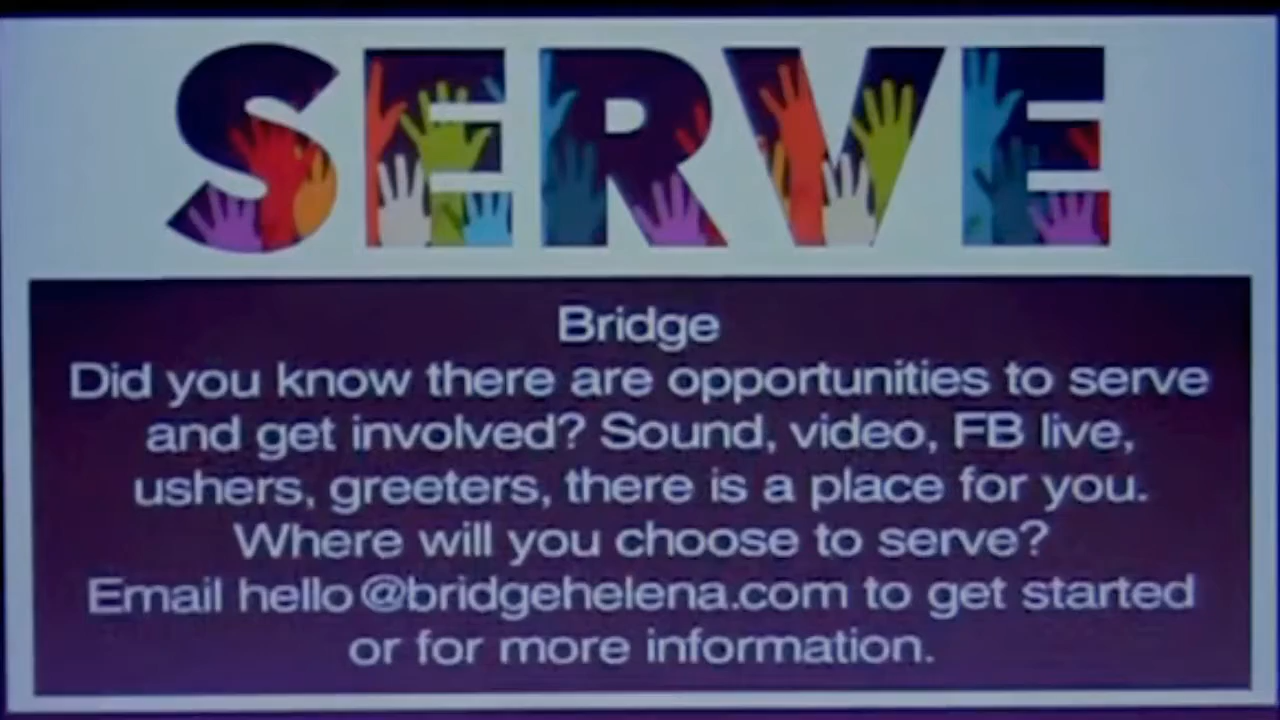 SERVE
Bridge
Did you know there are opportunities to serve
and get involved? Sound, video, FB live,
ushers, greeters, there is a place for you.
Where will you choose to serve?
Email hello@bridgehelena.com to get started
or for more information.